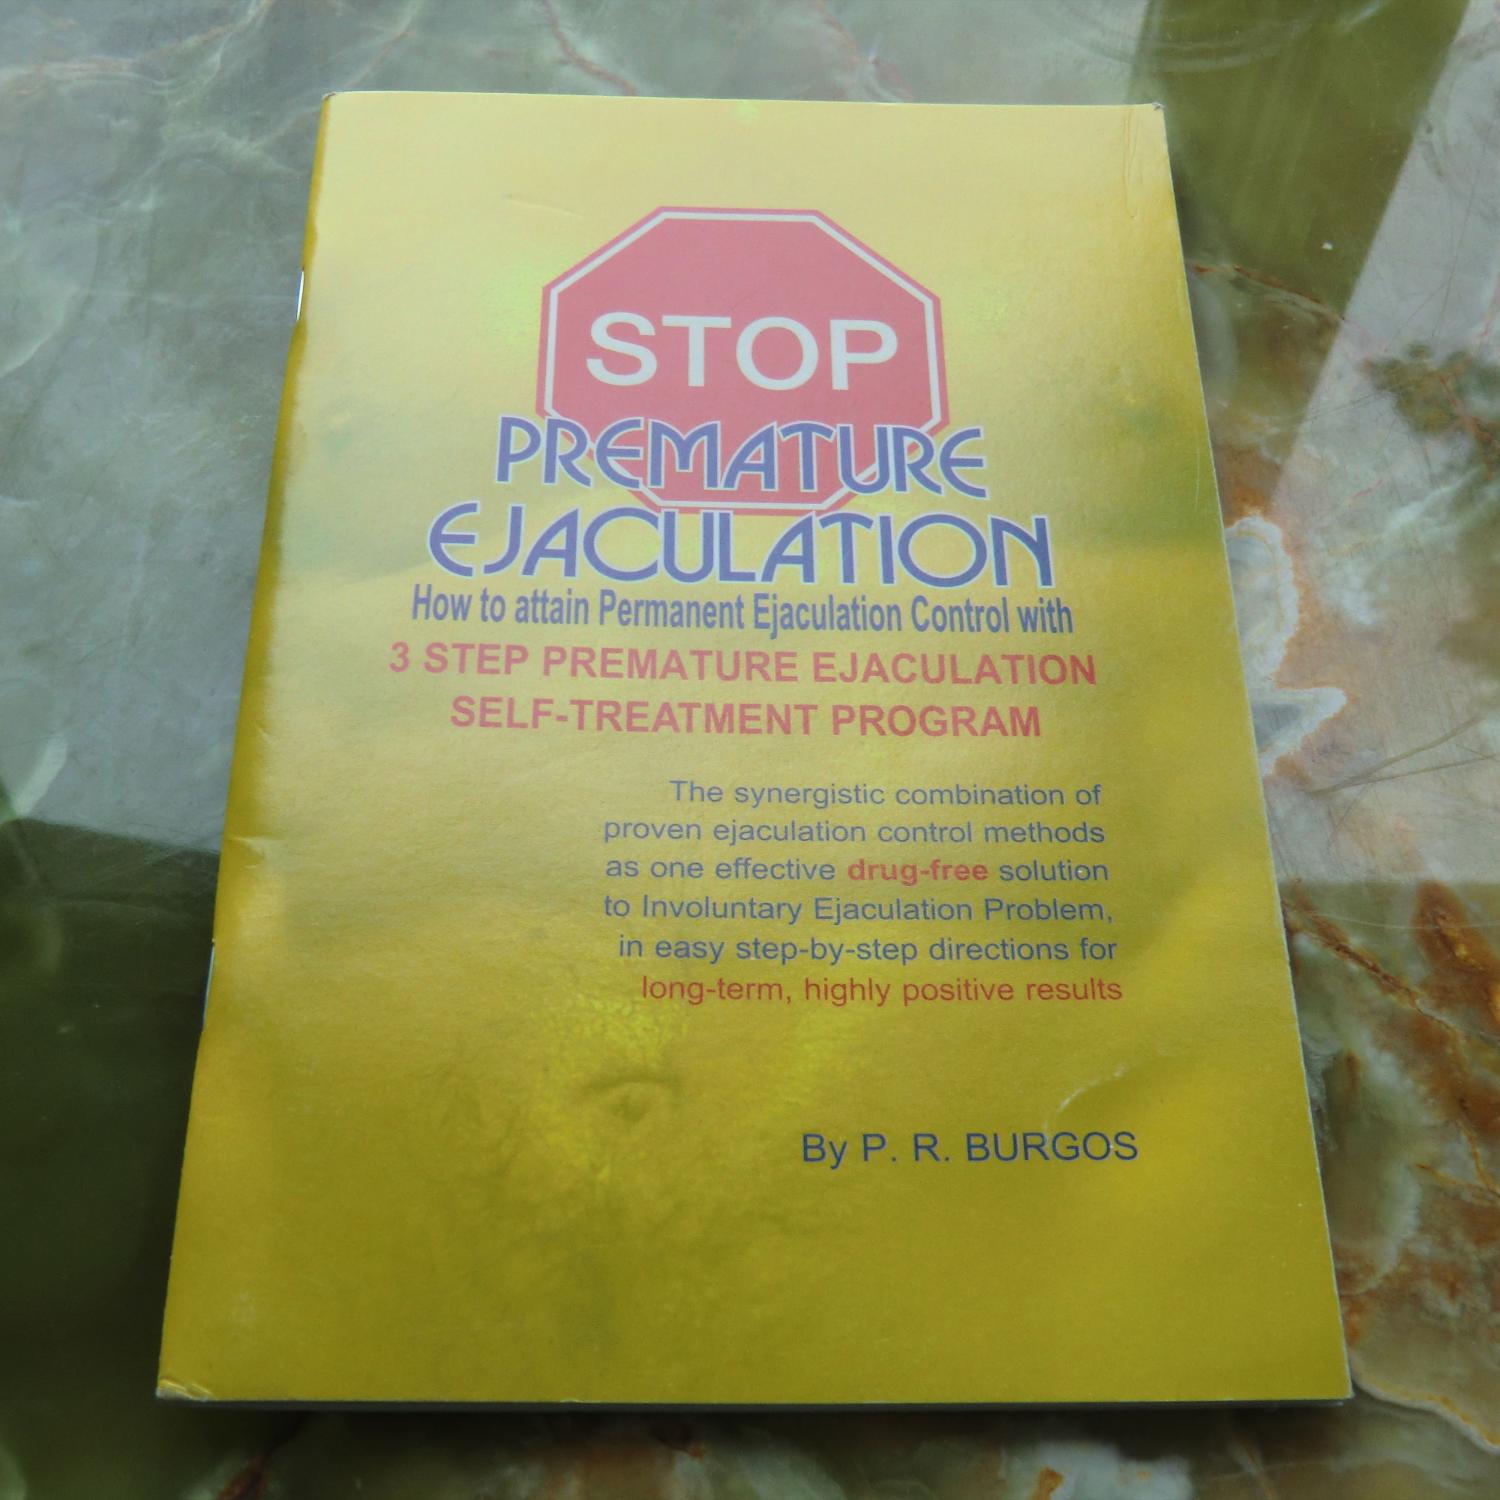 STOP
PREMATURE
EJACULATION
How to attain Permanent Ejaculation Control with
3 STEP PREMATURE EJACULATION
SELF-TREATMENT PROGRAM
The synergistic combination of
proven ejaculation control methods
as one effective drug-free solution
to Involuntary Ejaculation Problem,
in easy step-by-step directions for
long-term, highly positive results
By P. R. BURGOS